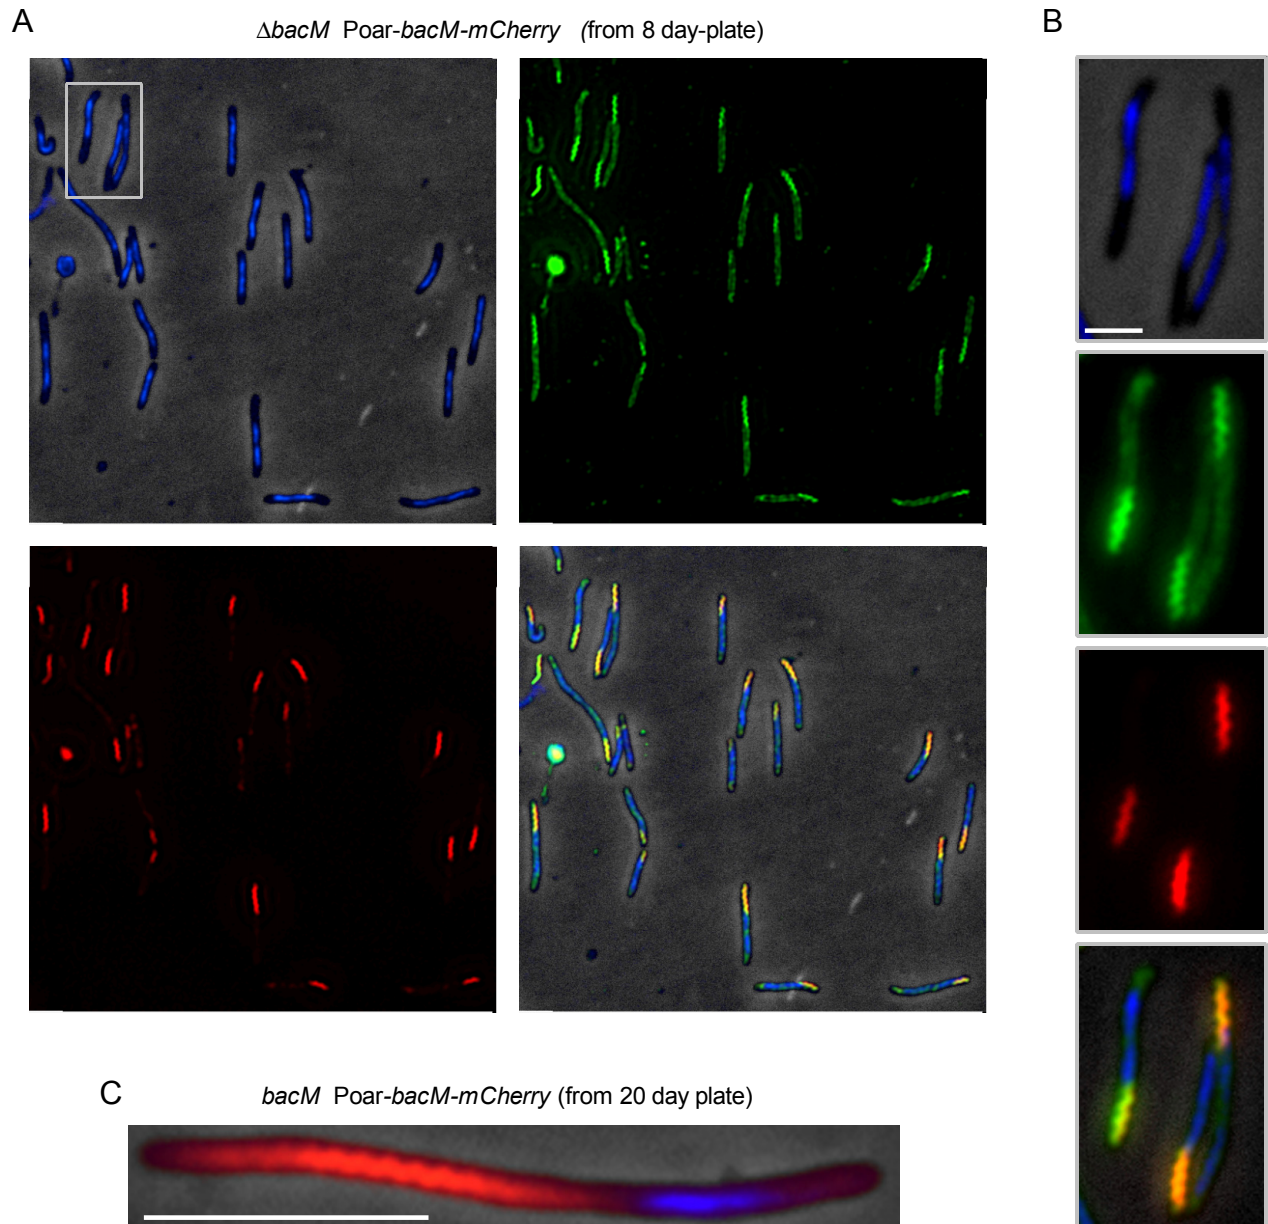 A
ΔbacM Poar-bacM-mCherry (from 8 day-plate)
B
C
bacM Poar-bacM-mCherry (from 20 day plate)